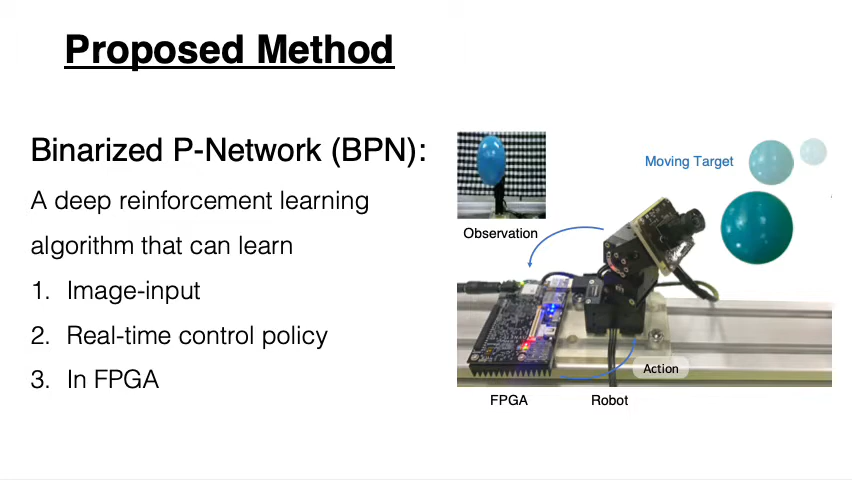 Proposed Method
Binarized P-Network (BPN):
A deep reinforcement learning
algorithm that can learn
1. Image-input
2. Real-time control policy
3. In FPGA
Moving Target
Observation
Action
FPGA
Robot